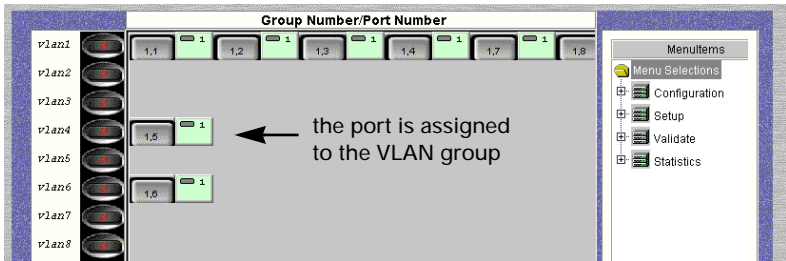 Group Number/Port Number
vlan1 1,1 1 1,2 1 1,3 1 1,4 1 1,7 1 1,8
vlan2
vlan3
vlan4 1,5 1
vlan5
vlan6 1,6 1
vlan7
vlan8
the port is assigned
to the VLAN group
MenuItems
Menu Selections
Configuration
Setup
Validate
Statistics